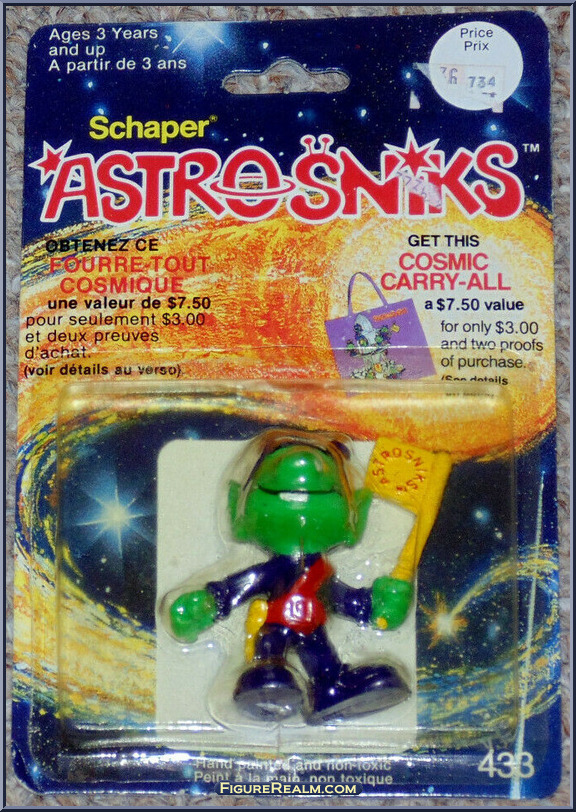 Ages 3 Years
and up
A partir de 3 ans
Price
Prix
734
Schaper®
ASTROSNIKS™
OBTENEZ CE
FOURRE-TOUT
COSMIQUE
une valeur de $7.50
pour seulement $3.00
et deux preuves
d'achat.
(voir détails au verso)
GET THIS
COSMIC
CARRY-ALL
a $7.50 value
for only $3.00
and two proofs
of purchase.
(See details
ASTROSNIKS
Hand painted and non-toxic
Peint à la main, non toxique
433
FIGUREREALM.COM